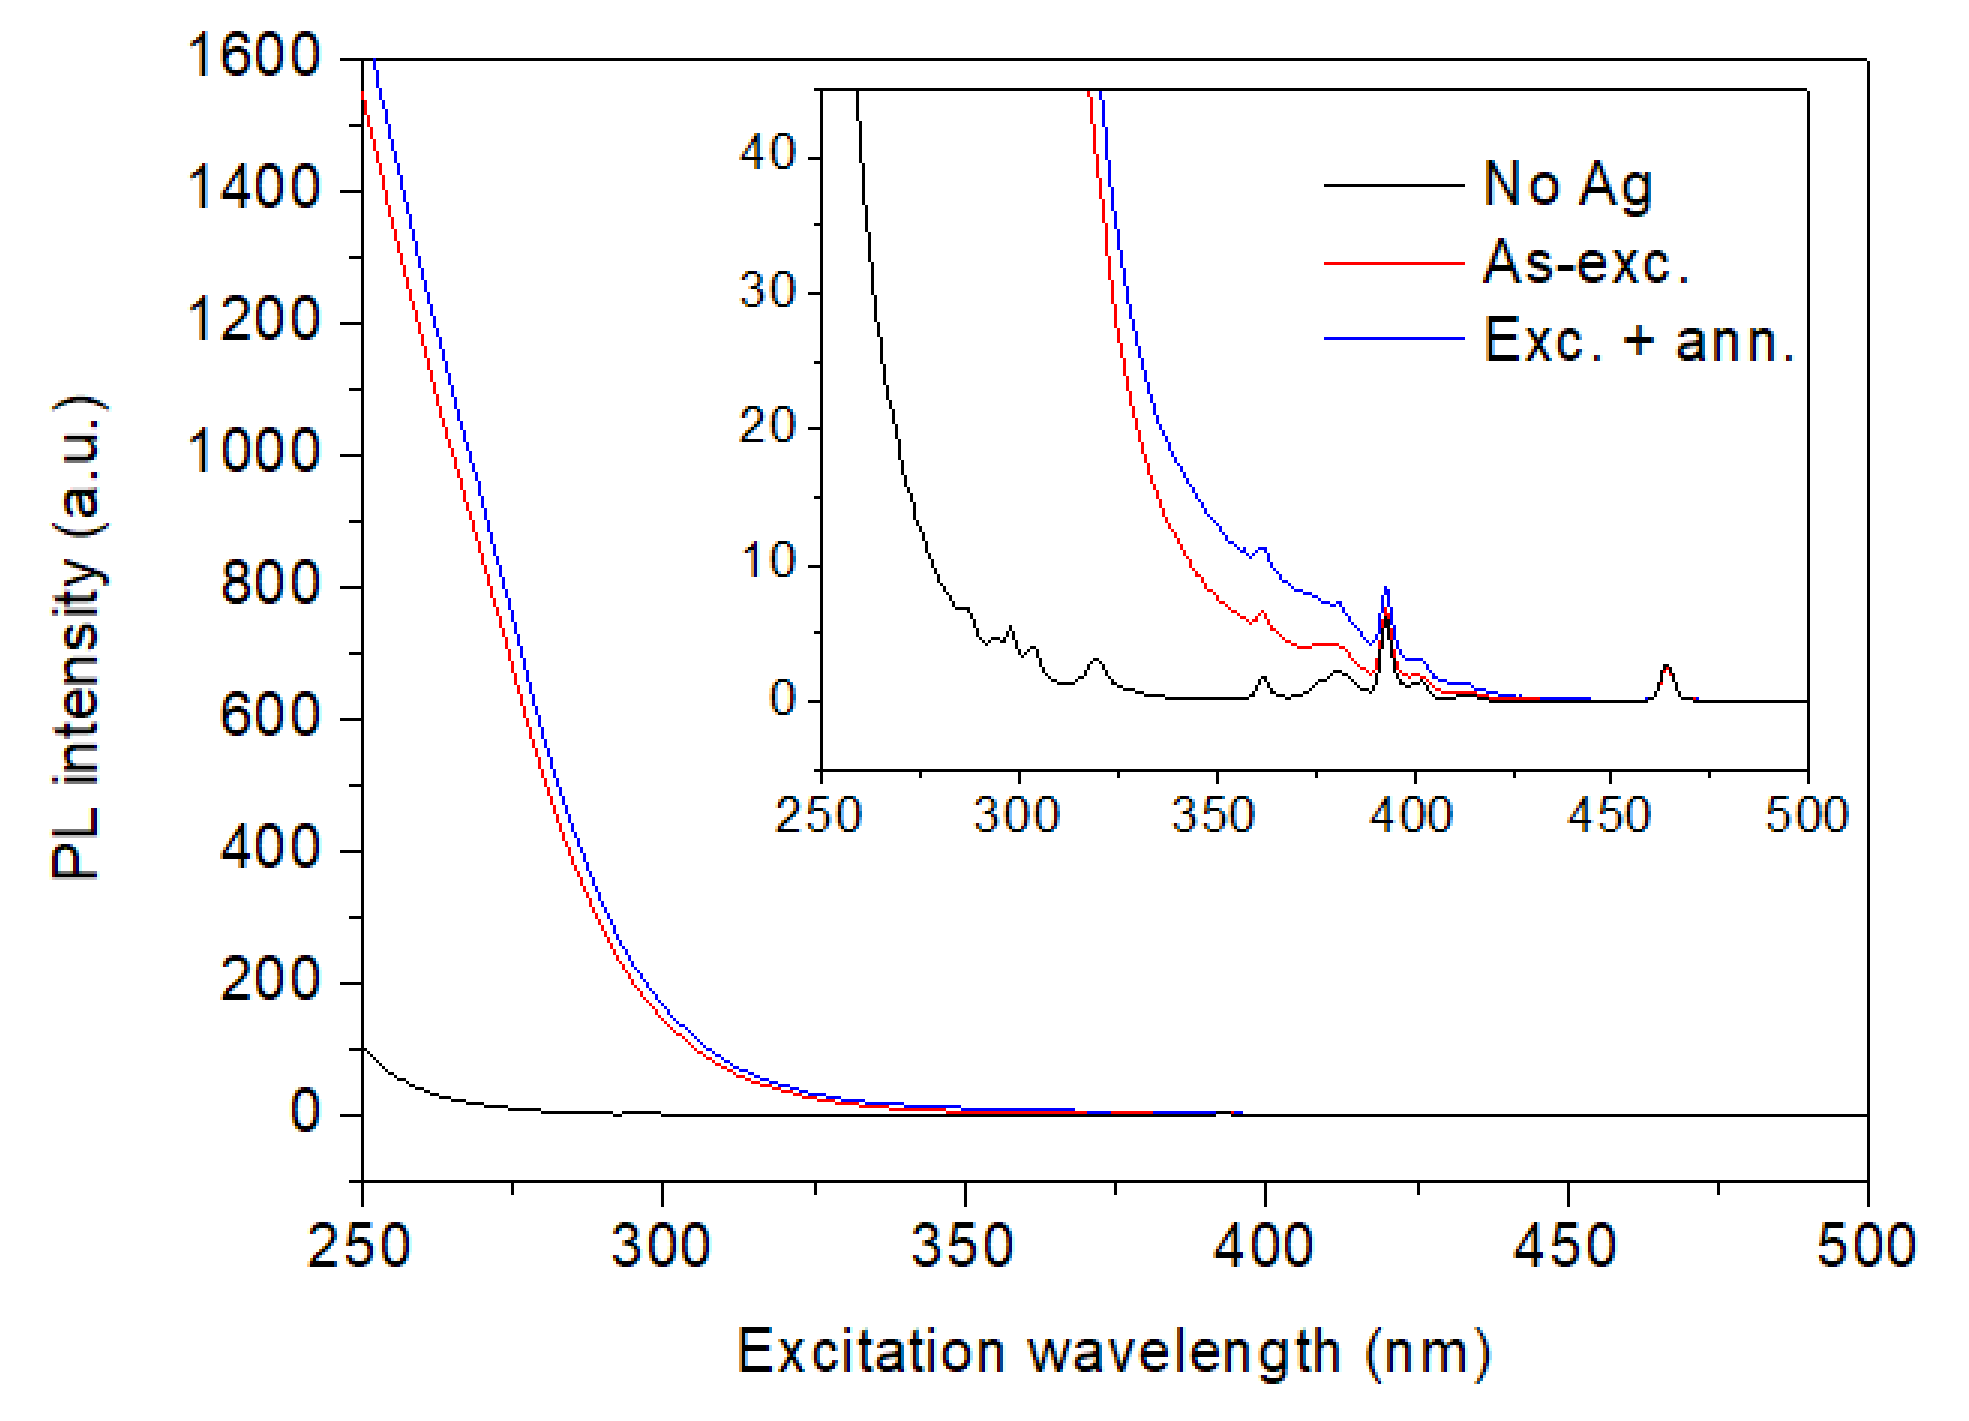 1600
1400
1200
1000
800
600
400
200
0
PL intensity (a.u.)
40
30
20
10
0
No Ag
As-exc.
Exc. + ann.
250 300 350 400 450 500
250 300 350 400 450 500
Excitation wavelength (nm)